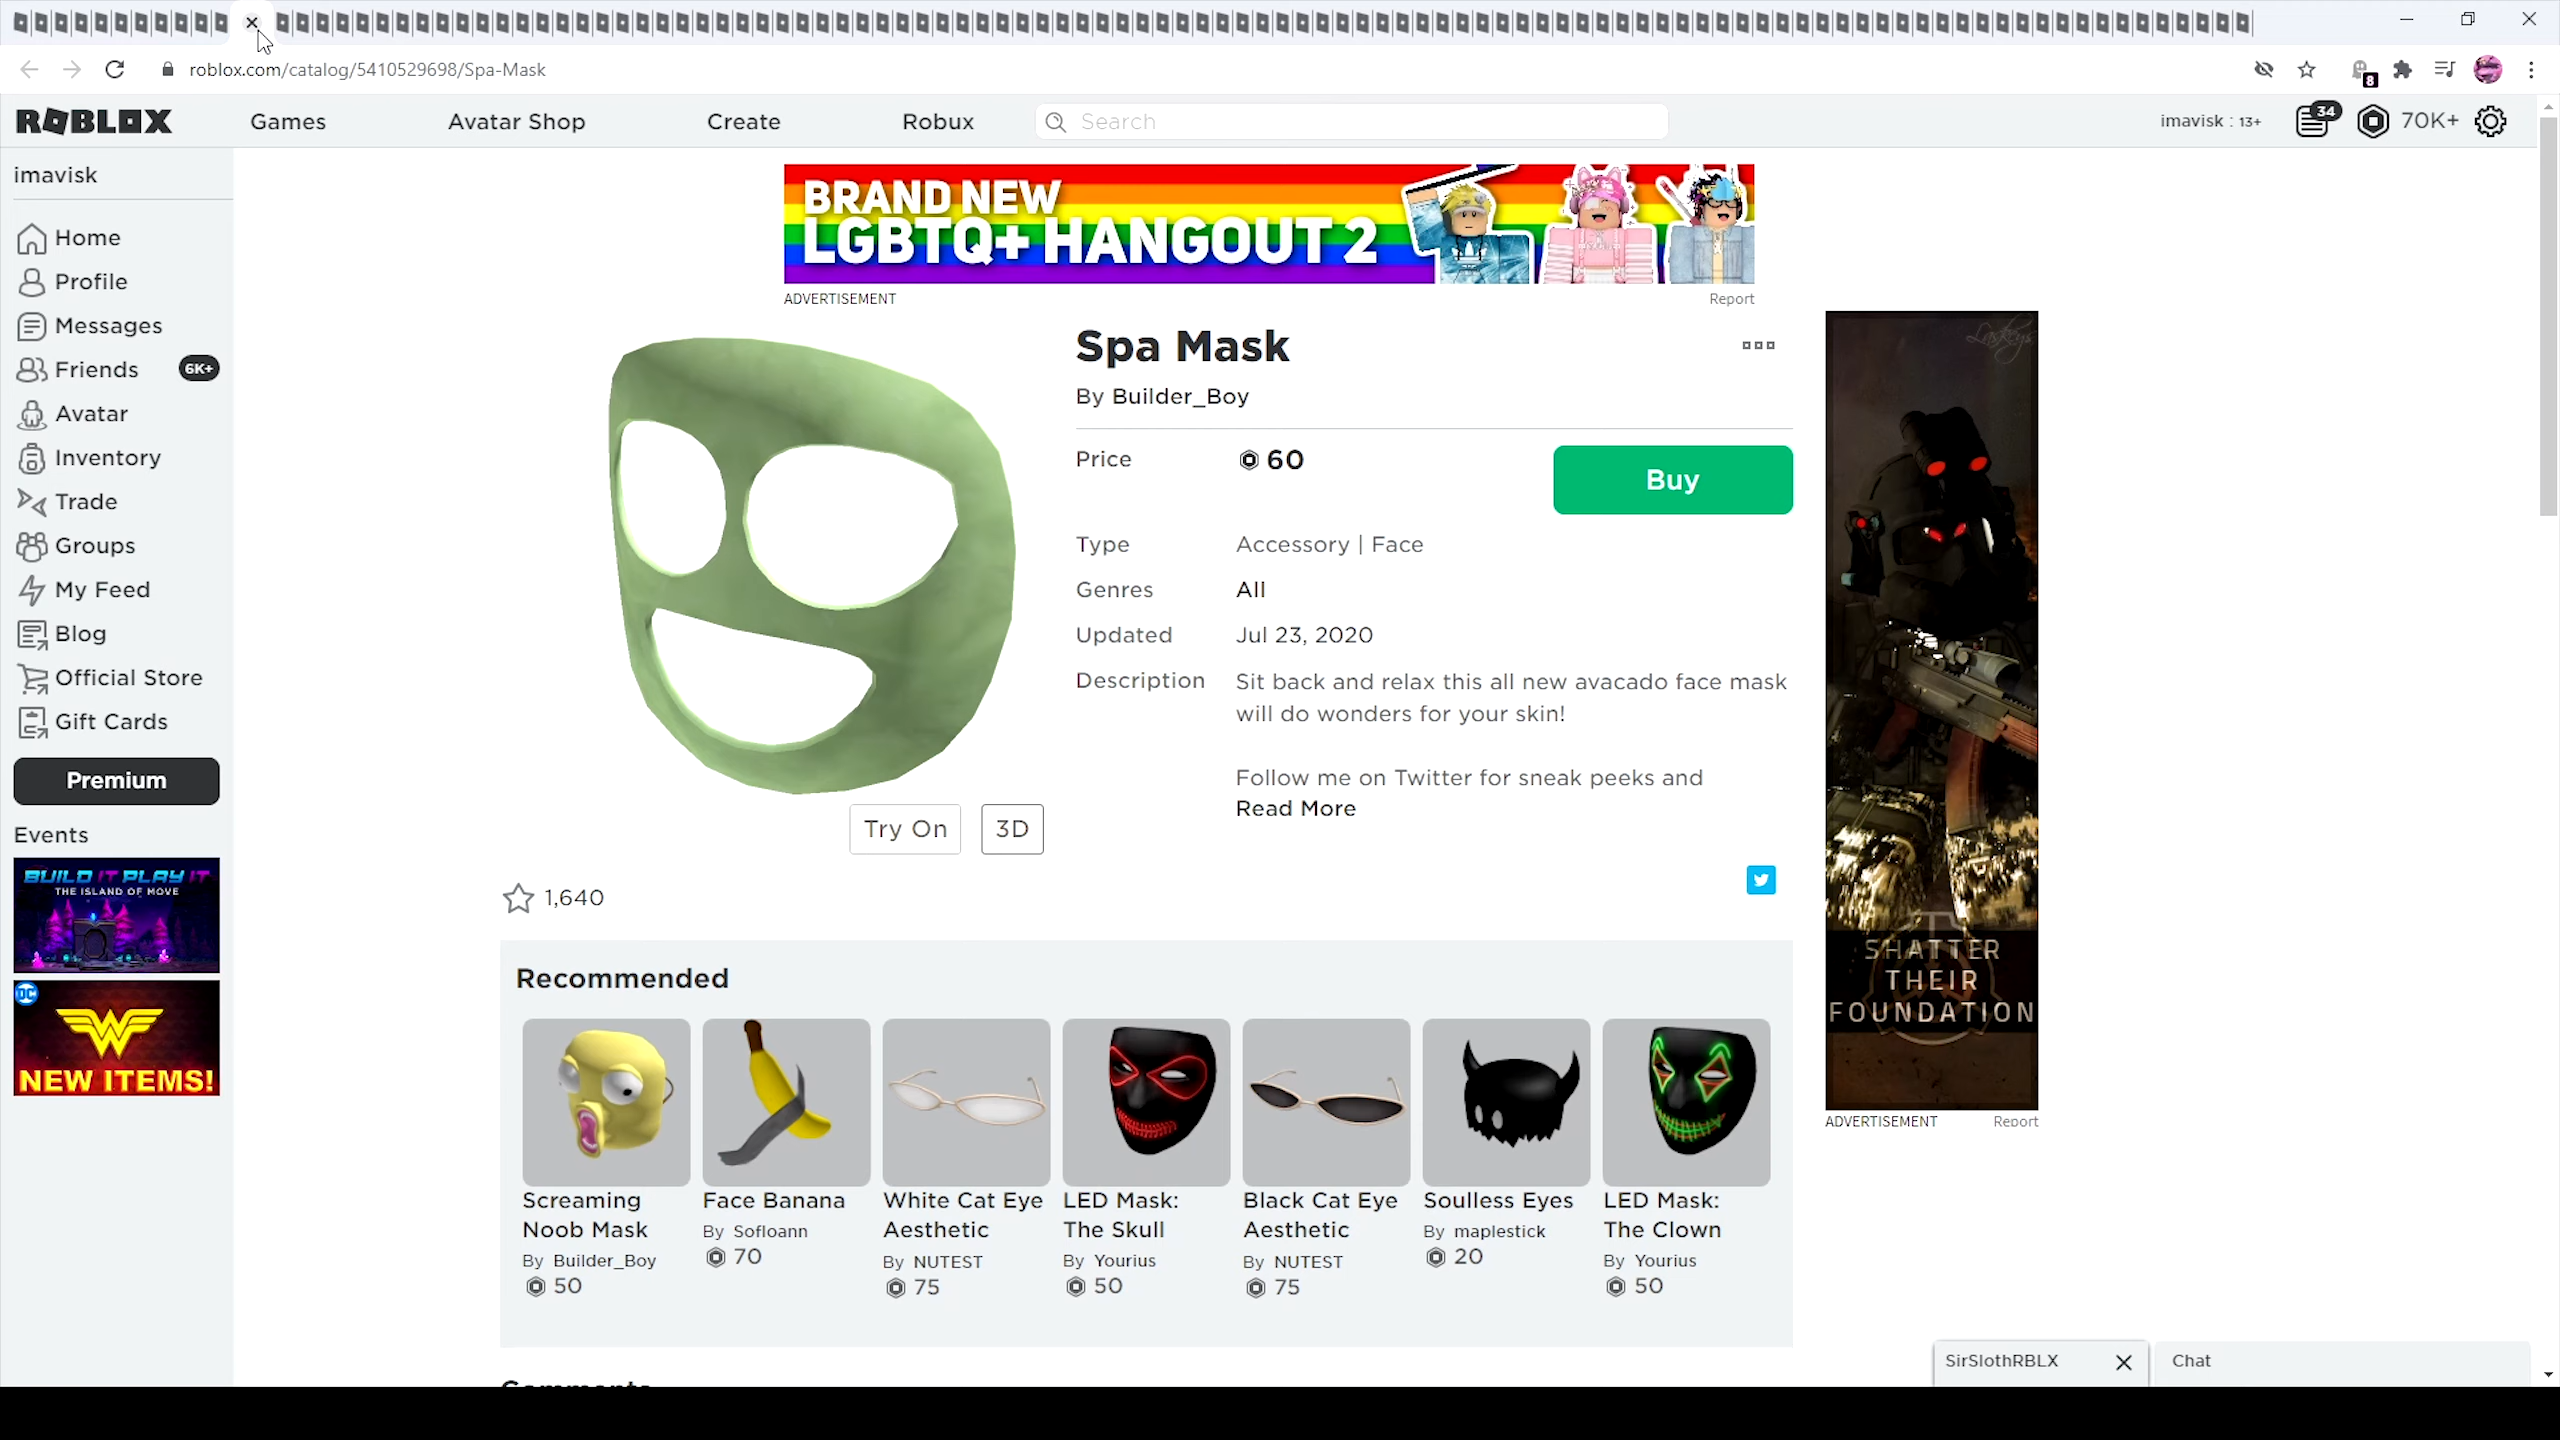 roblox.com/catalog/5410529698/Spa-Mask
8
ROBLOX
Games
Avatar Shop
Create
Robux
Search
imavisk : 13+
34
70K+
imavisk
Home
Profile
Messages
Friends
6K+
Avatar
Inventory
Trade
Groups
My Feed
Blog
Official Store
Gift Cards
Premium
Events
BUILD IT PLAY IT
THE ISLAND OF MOVE
DC
NEW ITEMS!
BRAND NEW
LGBTQ+ HANGOUT 2
ADVERTISEMENT
Report
Spa Mask
By Builder_Boy
Price
60
Buy
Type
Accessory | Face
Genres
All
Updated
Jul 23, 2020
Description
Sit back and relax this all new avacado face mask
will do wonders for your skin!
Follow me on Twitter for sneak peeks and
Read More
Try On
3D
1,640
Laskeys
SHATTER
THEIR
FOUNDATION
ADVERTISEMENT
Report
Recommended
Screaming
Noob Mask
By Builder_Boy
50
Face Banana
By Sofloann
70
White Cat Eye
Aesthetic
By NUTEST
75
LED Mask:
The Skull
By Yourius
50
Black Cat Eye
Aesthetic
By NUTEST
75
Soulless Eyes
By maplestick
20
LED Mask:
The Clown
By Yourius
50
Comments
SirSlothRBLX
Chat